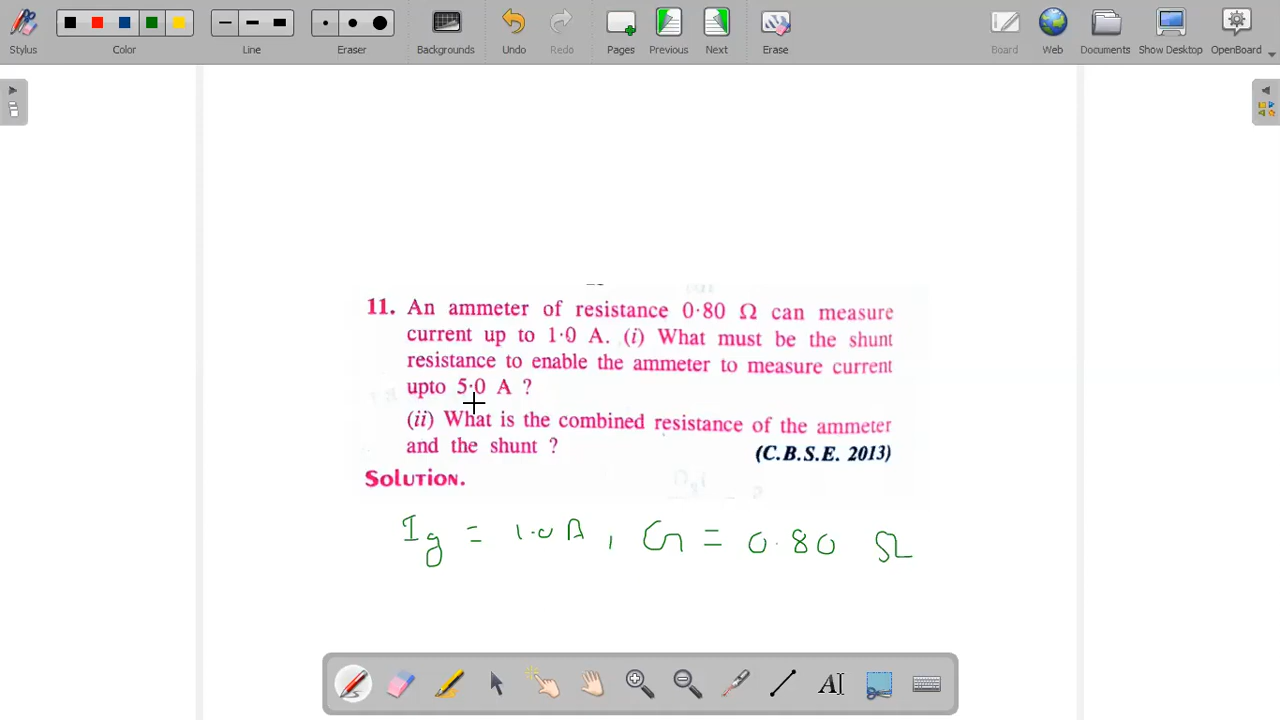 Stylus
Color
Line
Eraser
Backgrounds
Undo
Redo
Pages
Previous
Next
Erase
Board
Web
Documents
Show Desktop
OpenBoard
11. An ammeter of resistance 0·80 Ω can measure
current up to 1·0 A. (i) What must be the shunt
resistance to enable the ammeter to measure current
upto 5·0 A ?
(ii) What is the combined resistance of the ammeter
and the shunt ?
(C.B.S.E. 2013)
Solution.
Ig = 1.0A , G = 0.80 Ω